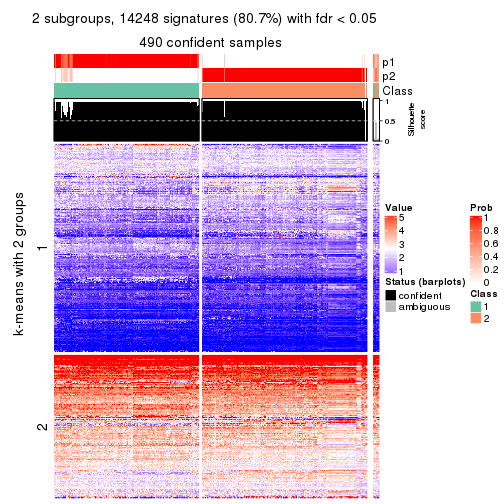 2 subgroups, 14248 signatures (80.7%) with fdr < 0.05
490 confident samples
p1
p2
Class
1
0.5
0
Silhouette
score
k-means with 2 groups
1
2
Value
5
4
3
2
1
Status (barplots)
confident
ambiguous
Prob
1
0.8
0.6
0.4
0.2
0
Class
1
2